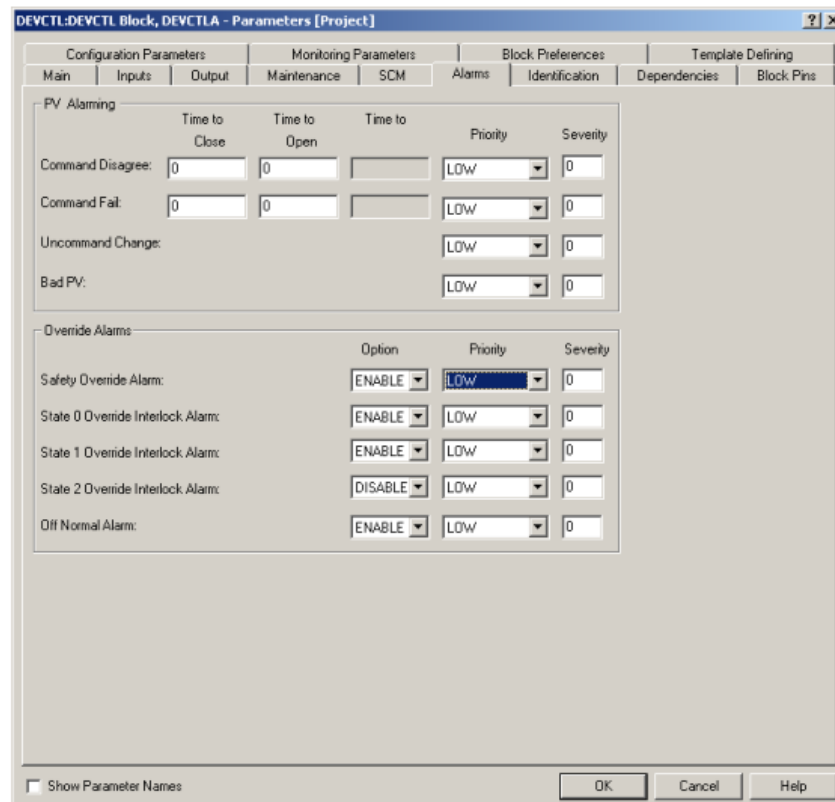 DEVCTL:DEVCTL Block, DEVCTLA - Parameters [Project]
Configuration Parameters Monitoring Parameters Block Preferences Template Defining
Main Inputs Output Maintenance SCM Alarms Identification Dependencies Block Pins
PV Alarming
Time to Close Time to Open Time to Priority Severity
Command Disagree: 0 0 LOW 0
Command Fail: 0 0 LOW 0
Uncommand Change: LOW 0
Bad PV: LOW 0
Override Alarms
Option Priority Severity
Safety Override Alarm: ENABLE LOW 0
State 0 Override Interlock Alarm: ENABLE LOW 0
State 1 Override Interlock Alarm: ENABLE LOW 0
State 2 Override Interlock Alarm: DISABLE LOW 0
Off Normal Alarm: ENABLE LOW 0
Show Parameter Names OK Cancel Help